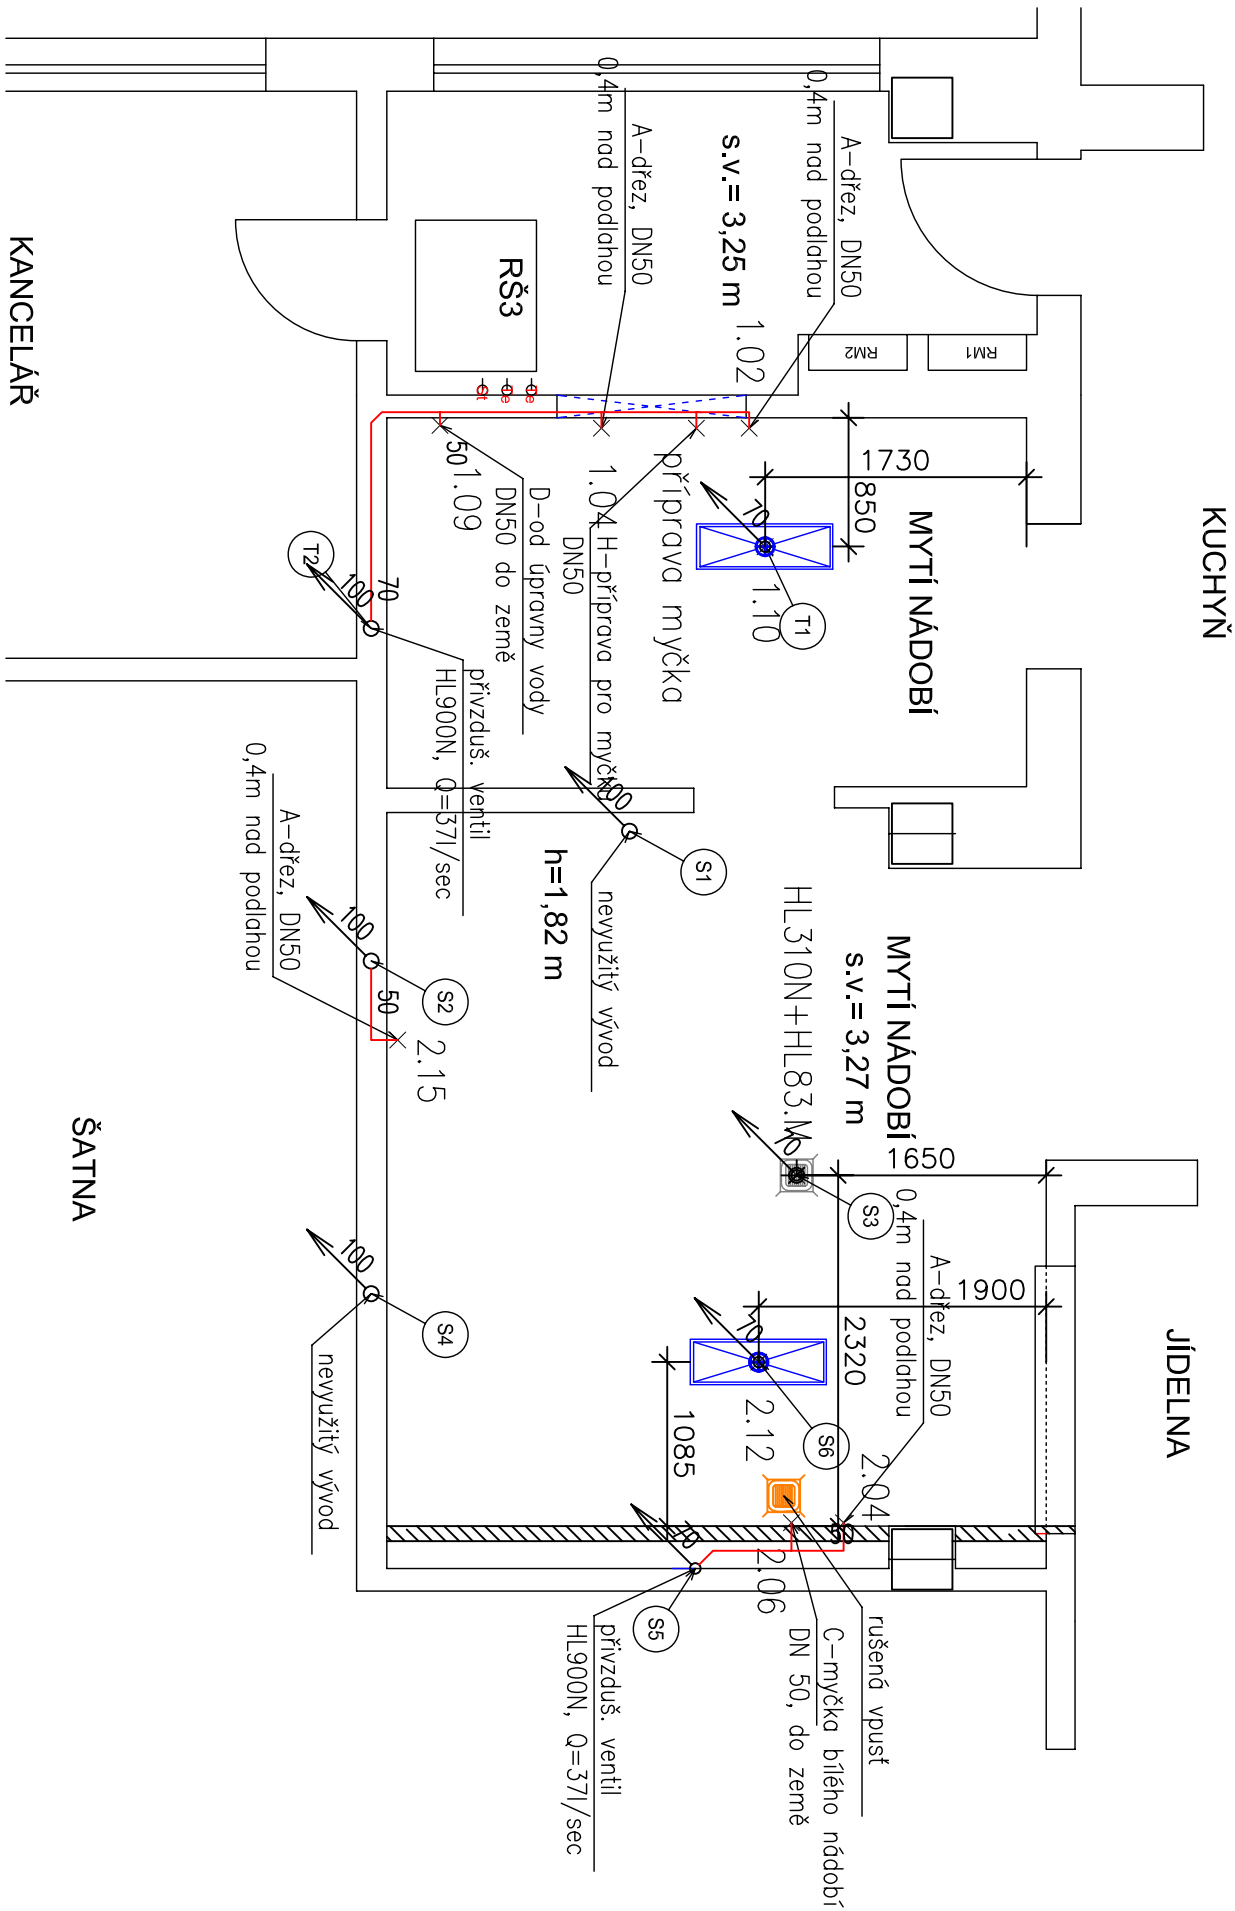 KUCHYŇ
JÍDELNA
KANCELÁŘ
ŠATNA
MYTÍ NÁDOBÍ
MYTÍ NÁDOBÍ
s.v.= 3,27 m
s.v.= 3,25 m
h=1,82 m
RŠ3
RM1
RM2
A-dřez, DN50
0,4m nad podlahou
A-dřez, DN50
0,4m nad podlahou
1.02
1.04
1.09
1.10
příprava myčka
H-příprava pro myčku
DN50
D-od úpravny vody
DN50 do země
50
70
70
1730
850
T1
T2
100
přivzduš. ventil
HL900N, Q=37l/sec
100
S1
nevyužitý vývod
A-dřez, DN50
0,4m nad podlahou
100
S2
50
2.15
HL310N+HL83.M
70
S3
1650
1900
2320
1085
A-dřez, DN50
0,4m nad podlahou
100
S4
nevyužitý vývod
70
S6
2.12
2.04
2.06
50
70
S5
rušená vpusť
C-myčka bílého nádobí
DN 50, do země
přivzduš. ventil
HL900N, Q=37l/sec